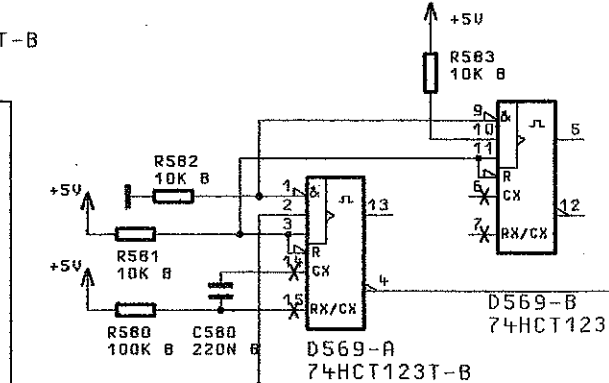 +5V
T-B
R583
10K B
9
&
10
5
11
R
R582
10K B
6
CX
+5V
1
&
12
2
13
7
RX/CX
3
R581
10K B
R
+5V
14
CX
4
15
RX/CX
D569-B
74HCT123
R580
100K B
C580
220N B
D569-A
74HCT123T-B